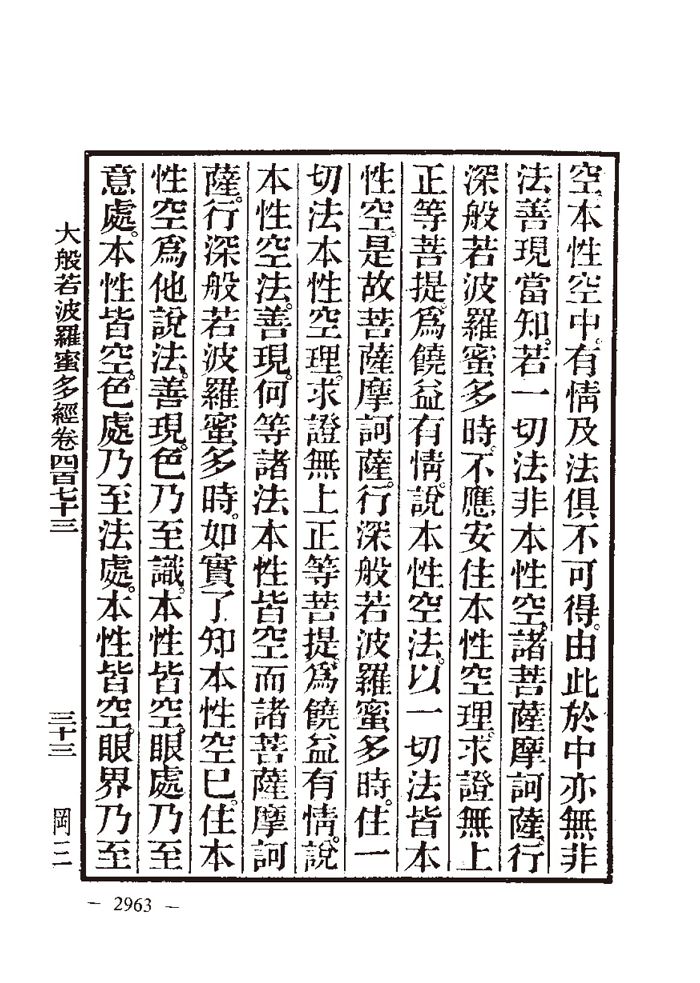 空本性空中。有情及法俱不可得。由此於中亦無非
法善現當知。若一切法非本性空。諸菩薩摩訶薩。行
深般若波羅蜜多時。不應安住本性空理。求證無上
正等菩提。爲饒益有情。說本性空法。以一切法皆本
性空。是故菩薩摩訶薩。行深般若波羅蜜多時。住一
切法本性空理。求證無上正等菩提。爲饒益有情。說
本性空法。善現。何等諸法本性皆空。而諸菩薩摩訶
薩。行深般若波羅蜜多時。如實了知本性空已。住本
性空爲他說法。善現。色乃至識。本性皆空。眼處乃至
意處。本性皆空。色處乃至法處。本性皆空。眼界乃至
大般若波羅蜜多經卷四百七十三
三十三
岡三
— 2963 —